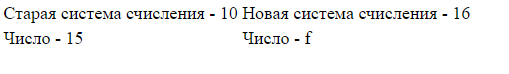 Старая система счисления - 10 Новая система счисления - 16
Число - 15 Число - f